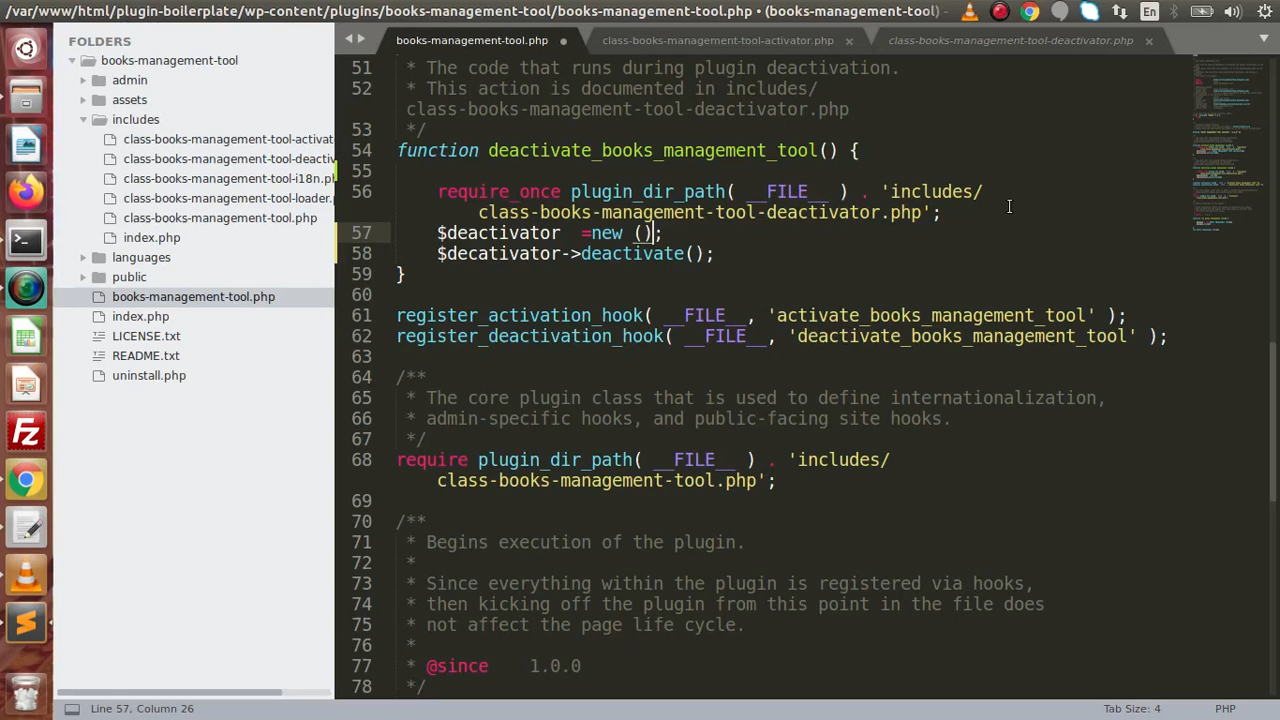 /var/www/html/plugin-boilerplate/wp-content/plugins/books-management-tool/books-management-tool.php • (books-management-tool)
En
FOLDERS
books-management-tool
admin
assets
includes
class-books-management-tool-activat
class-books-management-tool-deactiv
class-books-management-tool-i18n.ph
class-books-management-tool-loader.
class-books-management-tool.php
index.php
languages
public
books-management-tool.php
index.php
LICENSE.txt
README.txt
uninstall.php
books-management-tool.php
class-books-management-tool-activator.php
class-books-management-tool-deactivator.php
51 * The code that runs during plugin deactivation.
52 * This action is documented in includes/
class-books-management-tool-deactivator.php
53 */
54 function deactivate_books_management_tool() {
55
56 require_once plugin_dir_path( __FILE__ ) . 'includes/
class-books-management-tool-deactivator.php';
57 $deactivator  =new ();
58 $decativator->deactivate();
59 }
60
61 register_activation_hook( __FILE__, 'activate_books_management_tool' );
62 register_deactivation_hook( __FILE__, 'deactivate_books_management_tool' );
63
64 /**
65 * The core plugin class that is used to define internationalization,
66 * admin-specific hooks, and public-facing site hooks.
67 */
68 require plugin_dir_path( __FILE__ ) . 'includes/
class-books-management-tool.php';
69
70 /**
71 * Begins execution of the plugin.
72 *
73 * Since everything within the plugin is registered via hooks,
74 * then kicking off the plugin from this point in the file does
75 * not affect the page life cycle.
76 *
77 * @since    1.0.0
78 */
Line 57, Column 26
Tab Size: 4
PHP